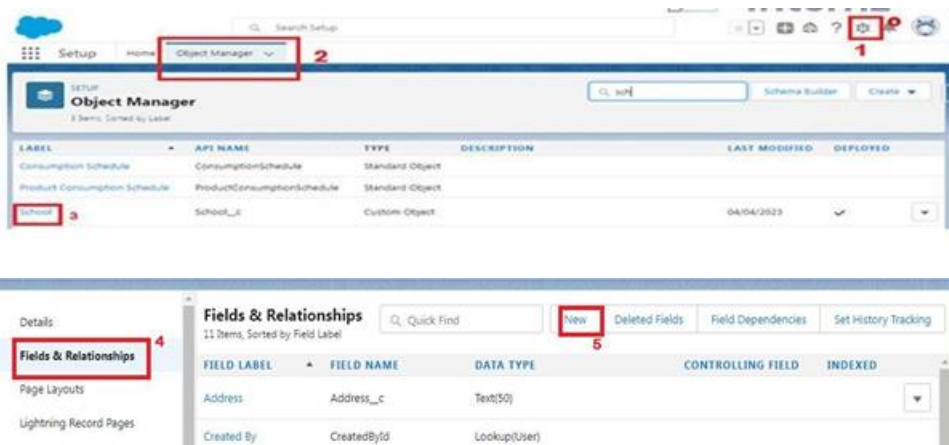 Search Setup
1
Setup Home Object Manager 2
SETUP
Object Manager
3 Items, Sorted by Label
sch
Schema Builder Create
LABEL API NAME TYPE DESCRIPTION LAST MODIFIED DEPLOYED
Consumption Schedule ConsumptionSchedule Standard Object
Product Consumption Schedule ProductConsumptionSchedule Standard Object
School 3 School__c Custom Object 04/04/2023
Details
Fields & Relationships 4
Page Layouts
Lightning Record Pages
Fields & Relationships
11 Items, Sorted by Field Label
Quick Find New Deleted Fields Field Dependencies Set History Tracking
5
FIELD LABEL FIELD NAME DATA TYPE CONTROLLING FIELD INDEXED
Address Address__c Text(50)
Created By CreatedById Lookup(User)